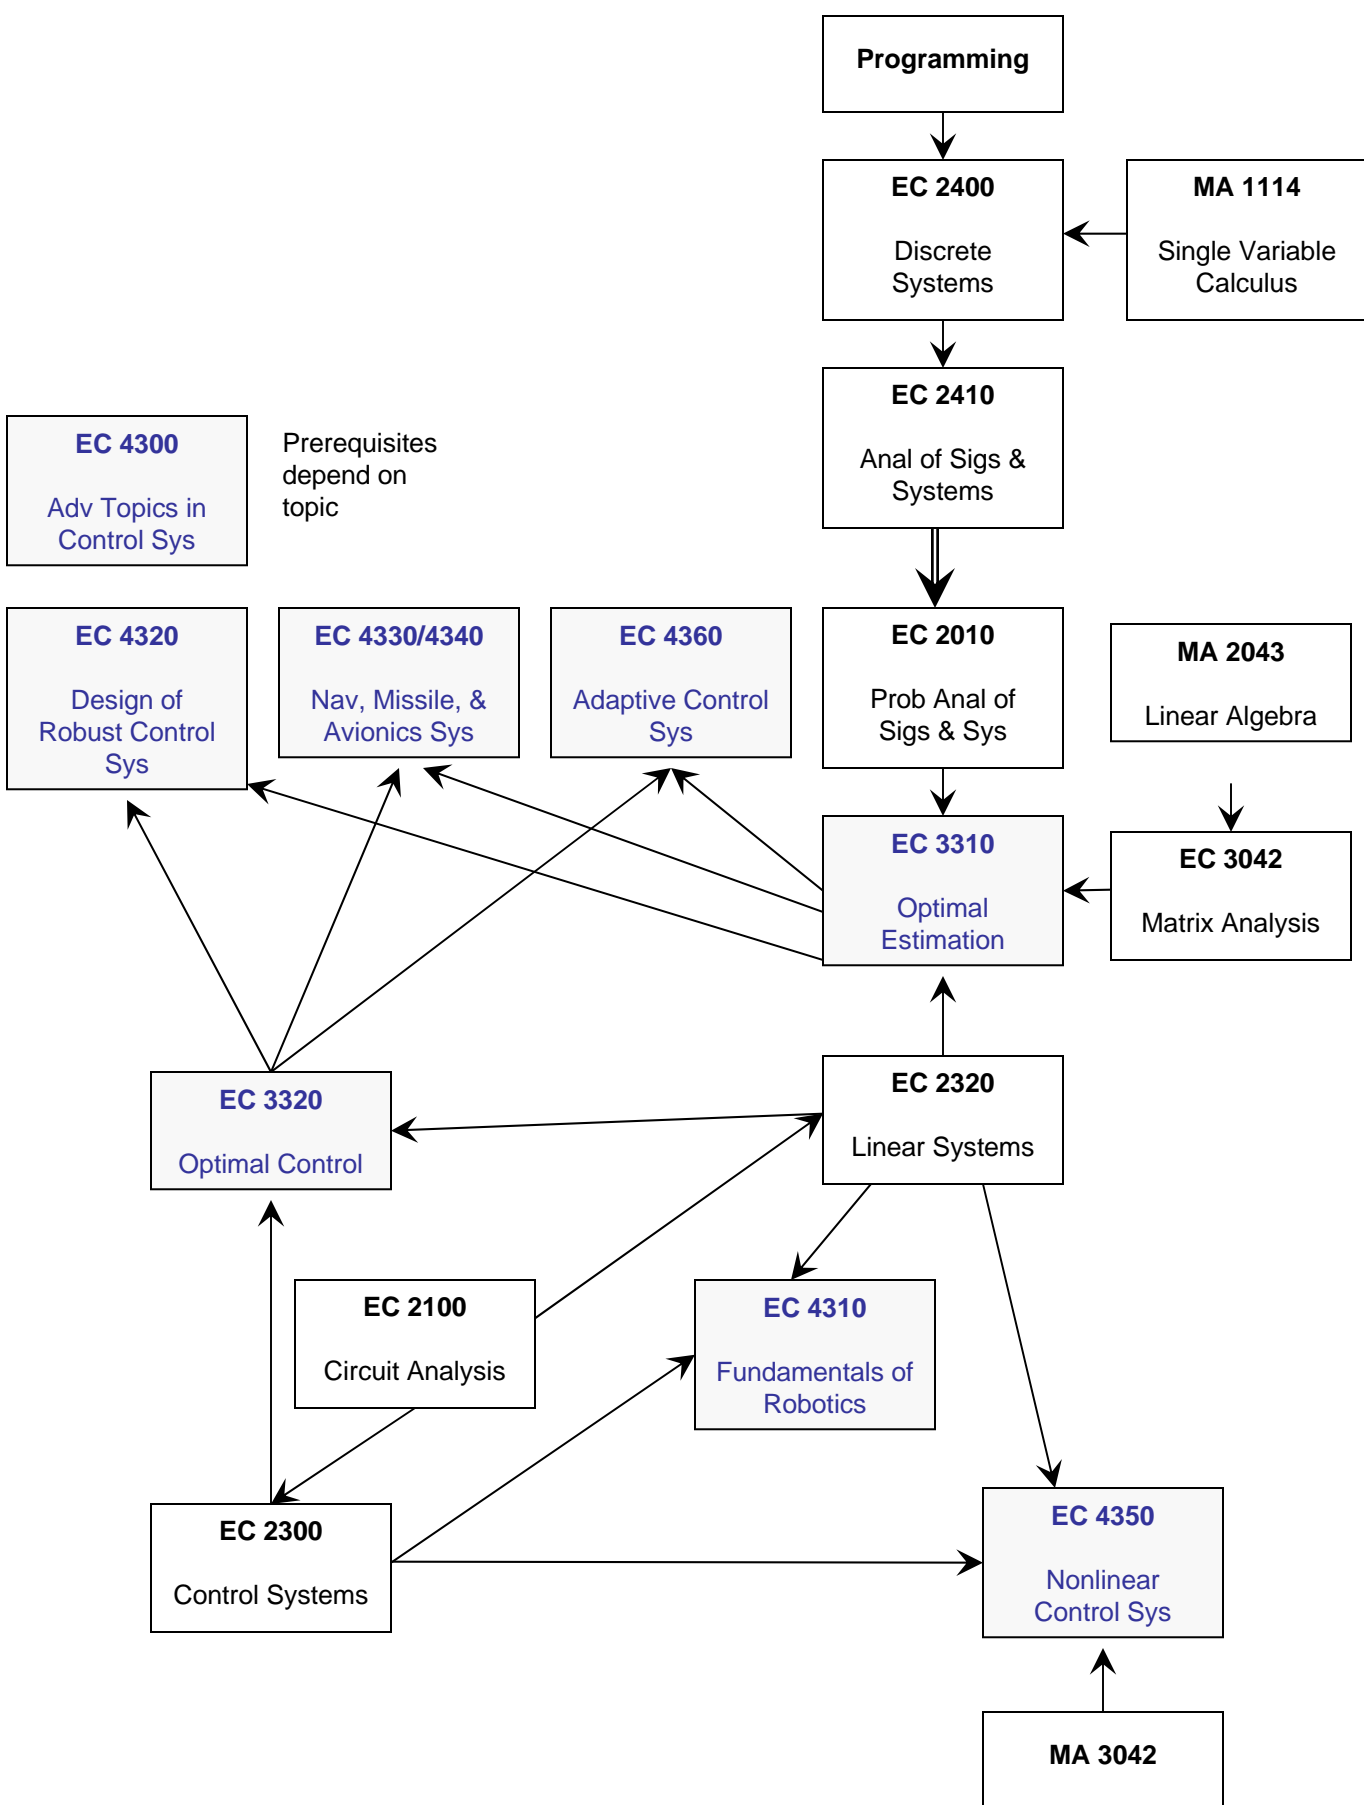 Programming
EC 2400
Discrete
Systems
MA 1114
Single Variable
Calculus
EC 2410
Anal of Sigs &
Systems
EC 4300
Adv Topics in
Control Sys
Prerequisites
depend on
topic
EC 4320
Design of
Robust Control
Sys
EC 4330/4340
Nav, Missile, &
Avionics Sys
EC 4360
Adaptive Control
Sys
EC 2010
Prob Anal of
Sigs & Sys
MA 2043
Linear Algebra
EC 3310
Optimal
Estimation
EC 3042
Matrix Analysis
EC 3320
Optimal Control
EC 2320
Linear Systems
EC 2100
Circuit Analysis
EC 4310
Fundamentals of
Robotics
EC 2300
Control Systems
EC 4350
Nonlinear
Control Sys
MA 3042